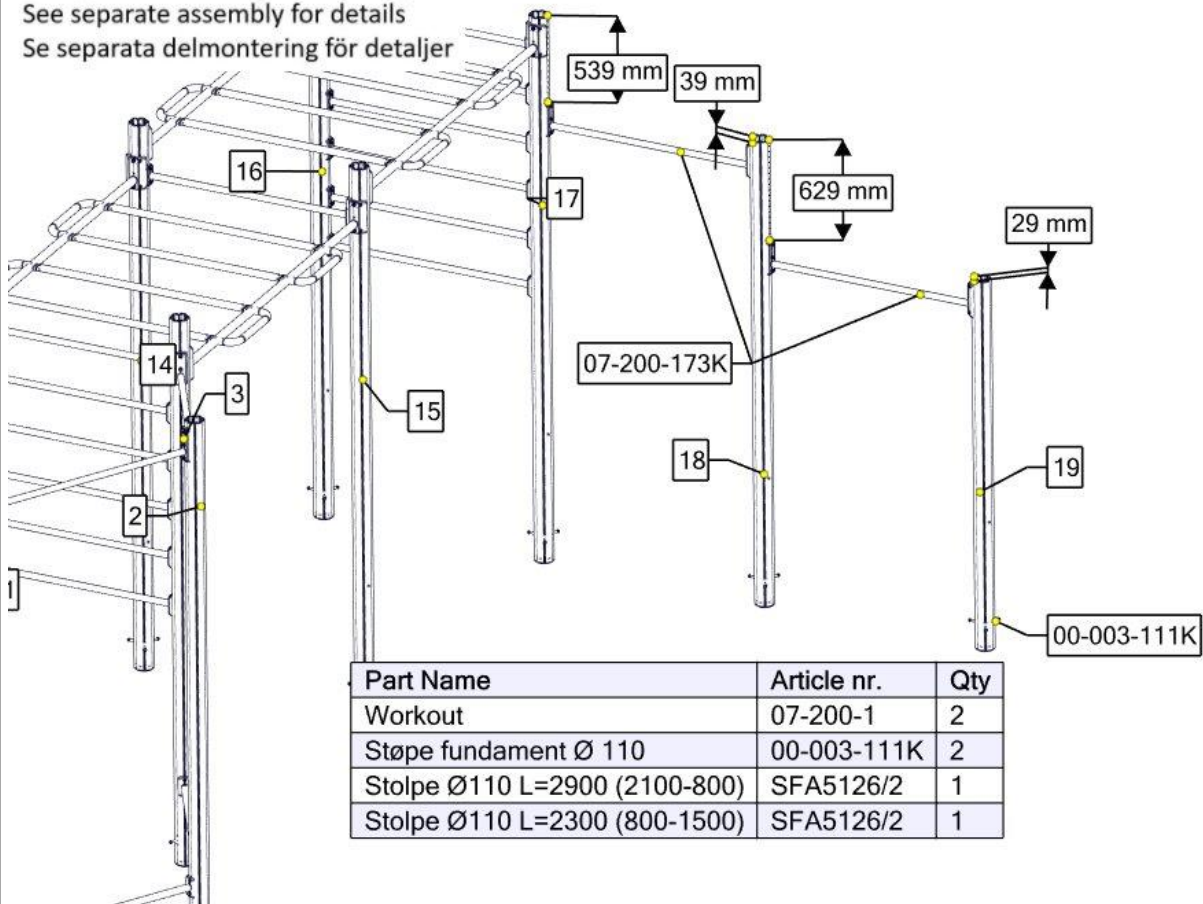 See separate assembly for details
Se separata delmontering för detaljer
539 mm
39 mm
629 mm
29 mm
16
17
14
3
15
2
07-200-173K
18
19
00-003-111K
Part Name Article nr. Qty
Workout 07-200-1 2
Støpe fundament Ø 110 00-003-111K 2
Stolpe Ø110 L=2900 (2100-800) SFA5126/2 1
Stolpe Ø110 L=2300 (800-1500) SFA5126/2 1